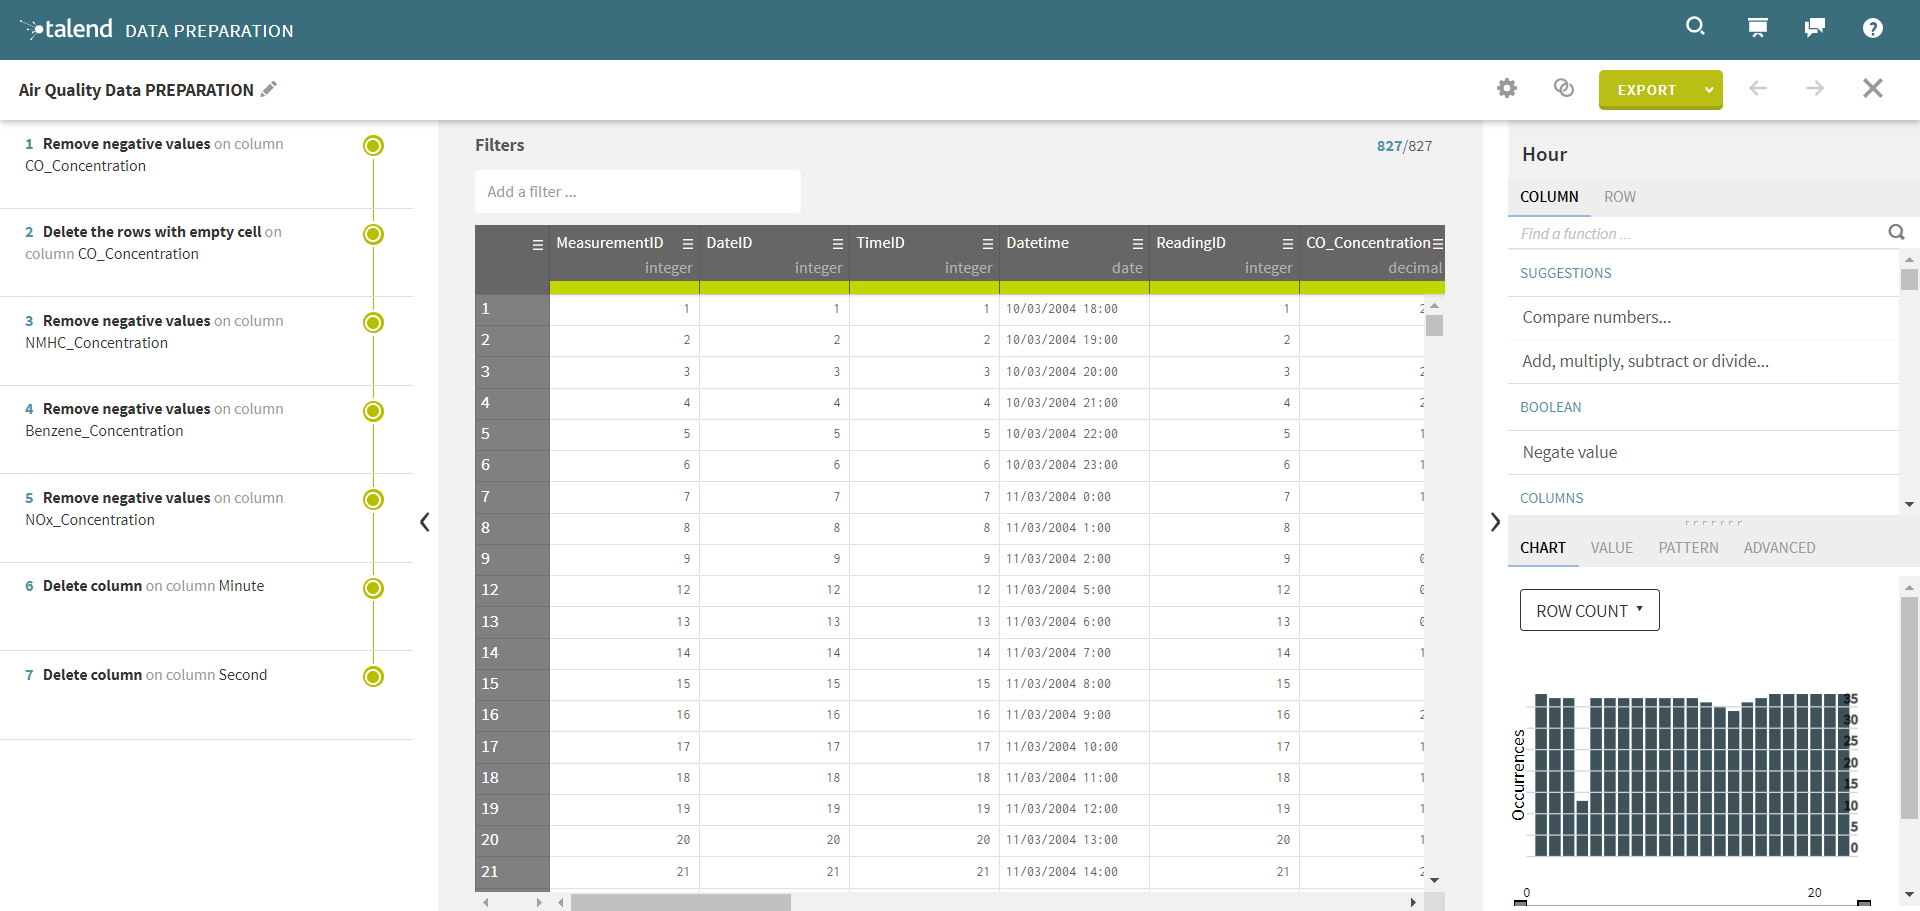 talend DATA PREPARATION
Air Quality Data PREPARATION
EXPORT
1 Remove negative values on column
CO_Concentration
2 Delete the rows with empty cell on
column CO_Concentration
3 Remove negative values on column
NMHC_Concentration
4 Remove negative values on column
Benzene_Concentration
5 Remove negative values on column
NOx_Concentration
6 Delete column on column Minute
7 Delete column on column Second
Filters
827/827
Add a filter ...
MeasurementID DateID TimeID Datetime ReadingID CO_Concentration
integer integer integer date integer decimal
1 1 1 1 10/03/2004 18:00 1 2
2 2 2 2 10/03/2004 19:00 2
3 3 3 3 10/03/2004 20:00 3 2
4 4 4 4 10/03/2004 21:00 4 2
5 5 5 5 10/03/2004 22:00 5 1
6 6 6 6 10/03/2004 23:00 6 1
7 7 7 7 11/03/2004 0:00 7 1
8 8 8 8 11/03/2004 1:00 8
9 9 9 9 11/03/2004 2:00 9 0
12 12 12 12 11/03/2004 5:00 12 0
13 13 13 13 11/03/2004 6:00 13 0
14 14 14 14 11/03/2004 7:00 14 1
15 15 15 15 11/03/2004 8:00 15
16 16 16 16 11/03/2004 9:00 16 2
17 17 17 17 11/03/2004 10:00 17 1
18 18 18 18 11/03/2004 11:00 18 1
19 19 19 19 11/03/2004 12:00 19 1
20 20 20 20 11/03/2004 13:00 20 1
21 21 21 21 11/03/2004 14:00 21 2
Hour
COLUMN ROW
Find a function ...
SUGGESTIONS
Compare numbers...
Add, multiply, subtract or divide...
BOOLEAN
Negate value
COLUMNS
CHART VALUE PATTERN ADVANCED
ROW COUNT
Occurrences
35
30
25
20
15
10
5
0
0 20